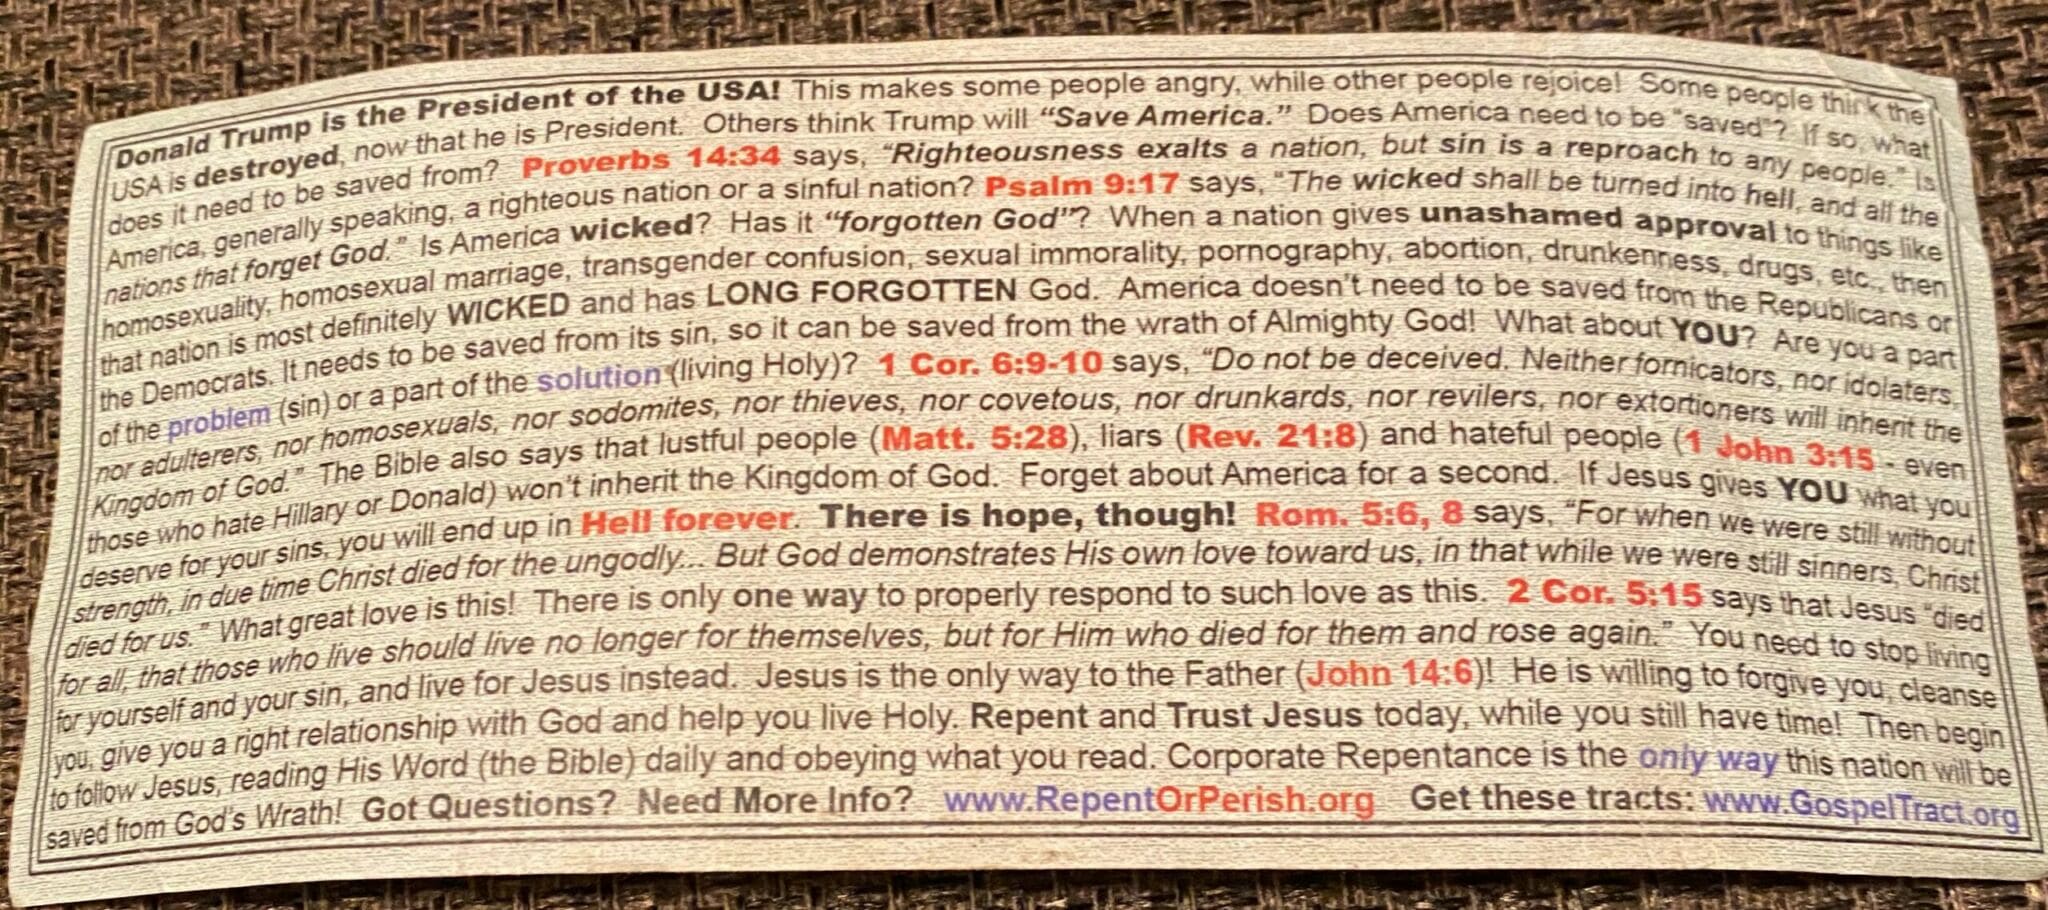 Donald Trump is the President of the USA! This makes some people angry, while other people rejoice! Some people think the
USA is destroyed, now that he is President. Others think Trump will "Save America." Does America need to be "saved"? If so, what
does it need to be saved from? Proverbs 14:34 says, "Righteousness exalts a nation, but sin is a reproach to any people." Is
America, generally speaking, a righteous nation or a sinful nation? Psalm 9:17 says, "The wicked shall be turned into hell, and all the
nations that forget God." Is America wicked? Has it "forgotten God"? When a nation gives unashamed approval to things like
homosexuality, homosexual marriage, transgender confusion, sexual immorality, pornography, abortion, drunkenness, drugs, etc., then
that nation is most definitely WICKED and has LONG FORGOTTEN God. America doesn't need to be saved from the Republicans or
the Democrats. It needs to be saved from its sin, so it can be saved from the wrath of Almighty God! What about YOU? Are you a part
of the problem (sin) or a part of the solution (living Holy)? 1 Cor. 6:9-10 says, "Do not be deceived. Neither fornicators, nor idolaters,
nor adulterers, nor homosexuals, nor sodomites, nor thieves, nor covetous, nor drunkards, nor revilers, nor extortioners will inherit the
Kingdom of God." The Bible also says that lustful people (Matt. 5:28), liars (Rev. 21:8) and hateful people (1 John 3:15 - even
those who hate Hillary or Donald) won't inherit the Kingdom of God. Forget about America for a second. If Jesus gives YOU what you
deserve for your sins, you will end up in Hell forever. There is hope, though! Rom. 5:6, 8 says, "For when we were still without
strength, in due time Christ died for the ungodly... But God demonstrates His own love toward us, in that while we were still sinners, Christ
died for us." What great love is this! There is only one way to properly respond to such love as this. 2 Cor. 5:15 says that Jesus "died
for all, that those who live should live no longer for themselves, but for Him who died for them and rose again." You need to stop living
for yourself and your sin, and live for Jesus instead. Jesus is the only way to the Father (John 14:6)! He is willing to forgive you, cleanse
you, give you a right relationship with God and help you live Holy. Repent and Trust Jesus today, while you still have time! Then begin
to follow Jesus, reading His Word (the Bible) daily and obeying what you read. Corporate Repentance is the only way this nation will be
saved from God's Wrath! Got Questions? Need More Info? www.RepentOrPerish.org Get these tracts: www.GospelTract.org